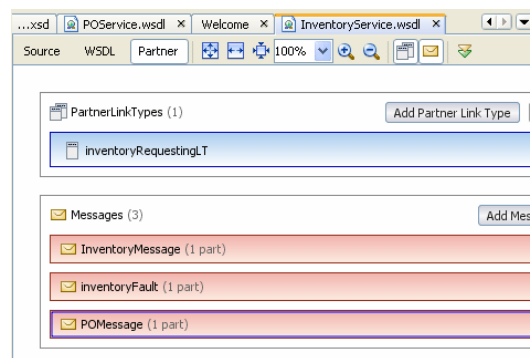 ...xsd POService.wsdl × Welcome × InventoryService.wsdl ×
Source WSDL Partner 100%
PartnerLinkTypes (1) Add Partner Link Type
inventoryRequestingLT
Messages (3) Add Mes
InventoryMessage (1 part)
inventoryFault (1 part)
POMessage (1 part)